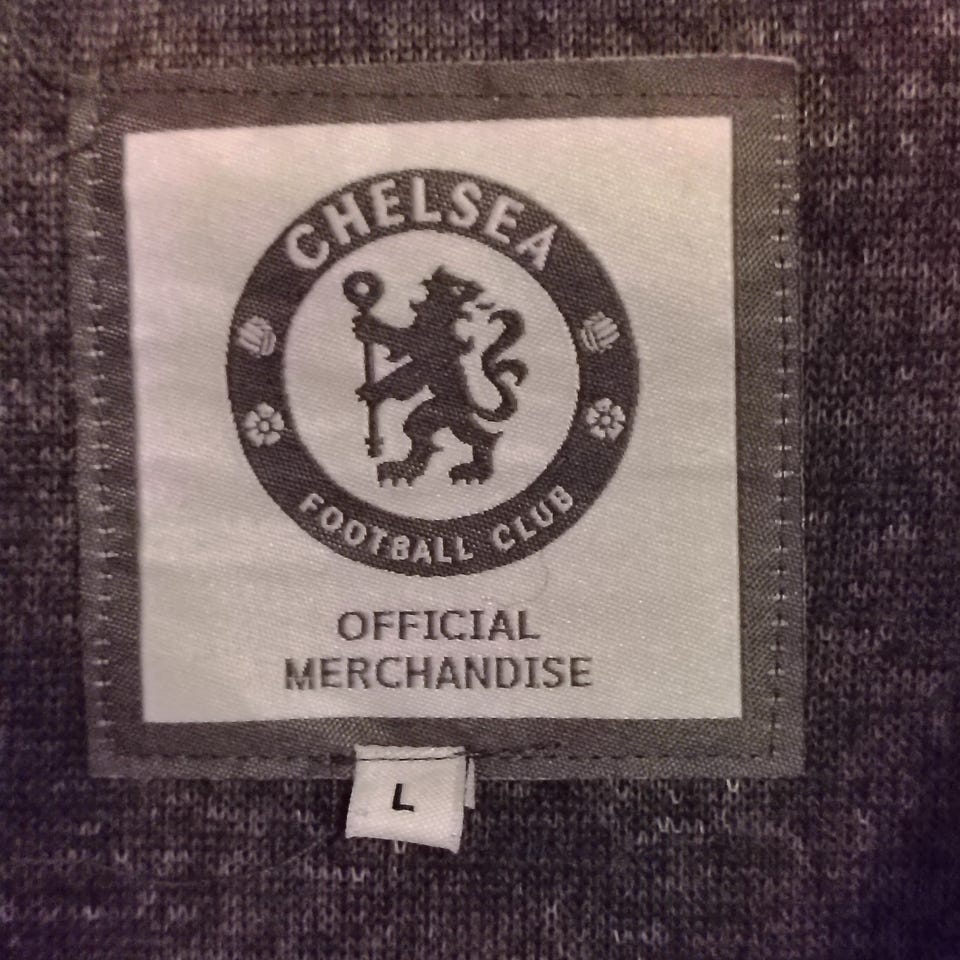 CHELSEA
FOOTBALL CLUB
OFFICIAL
MERCHANDISE
L